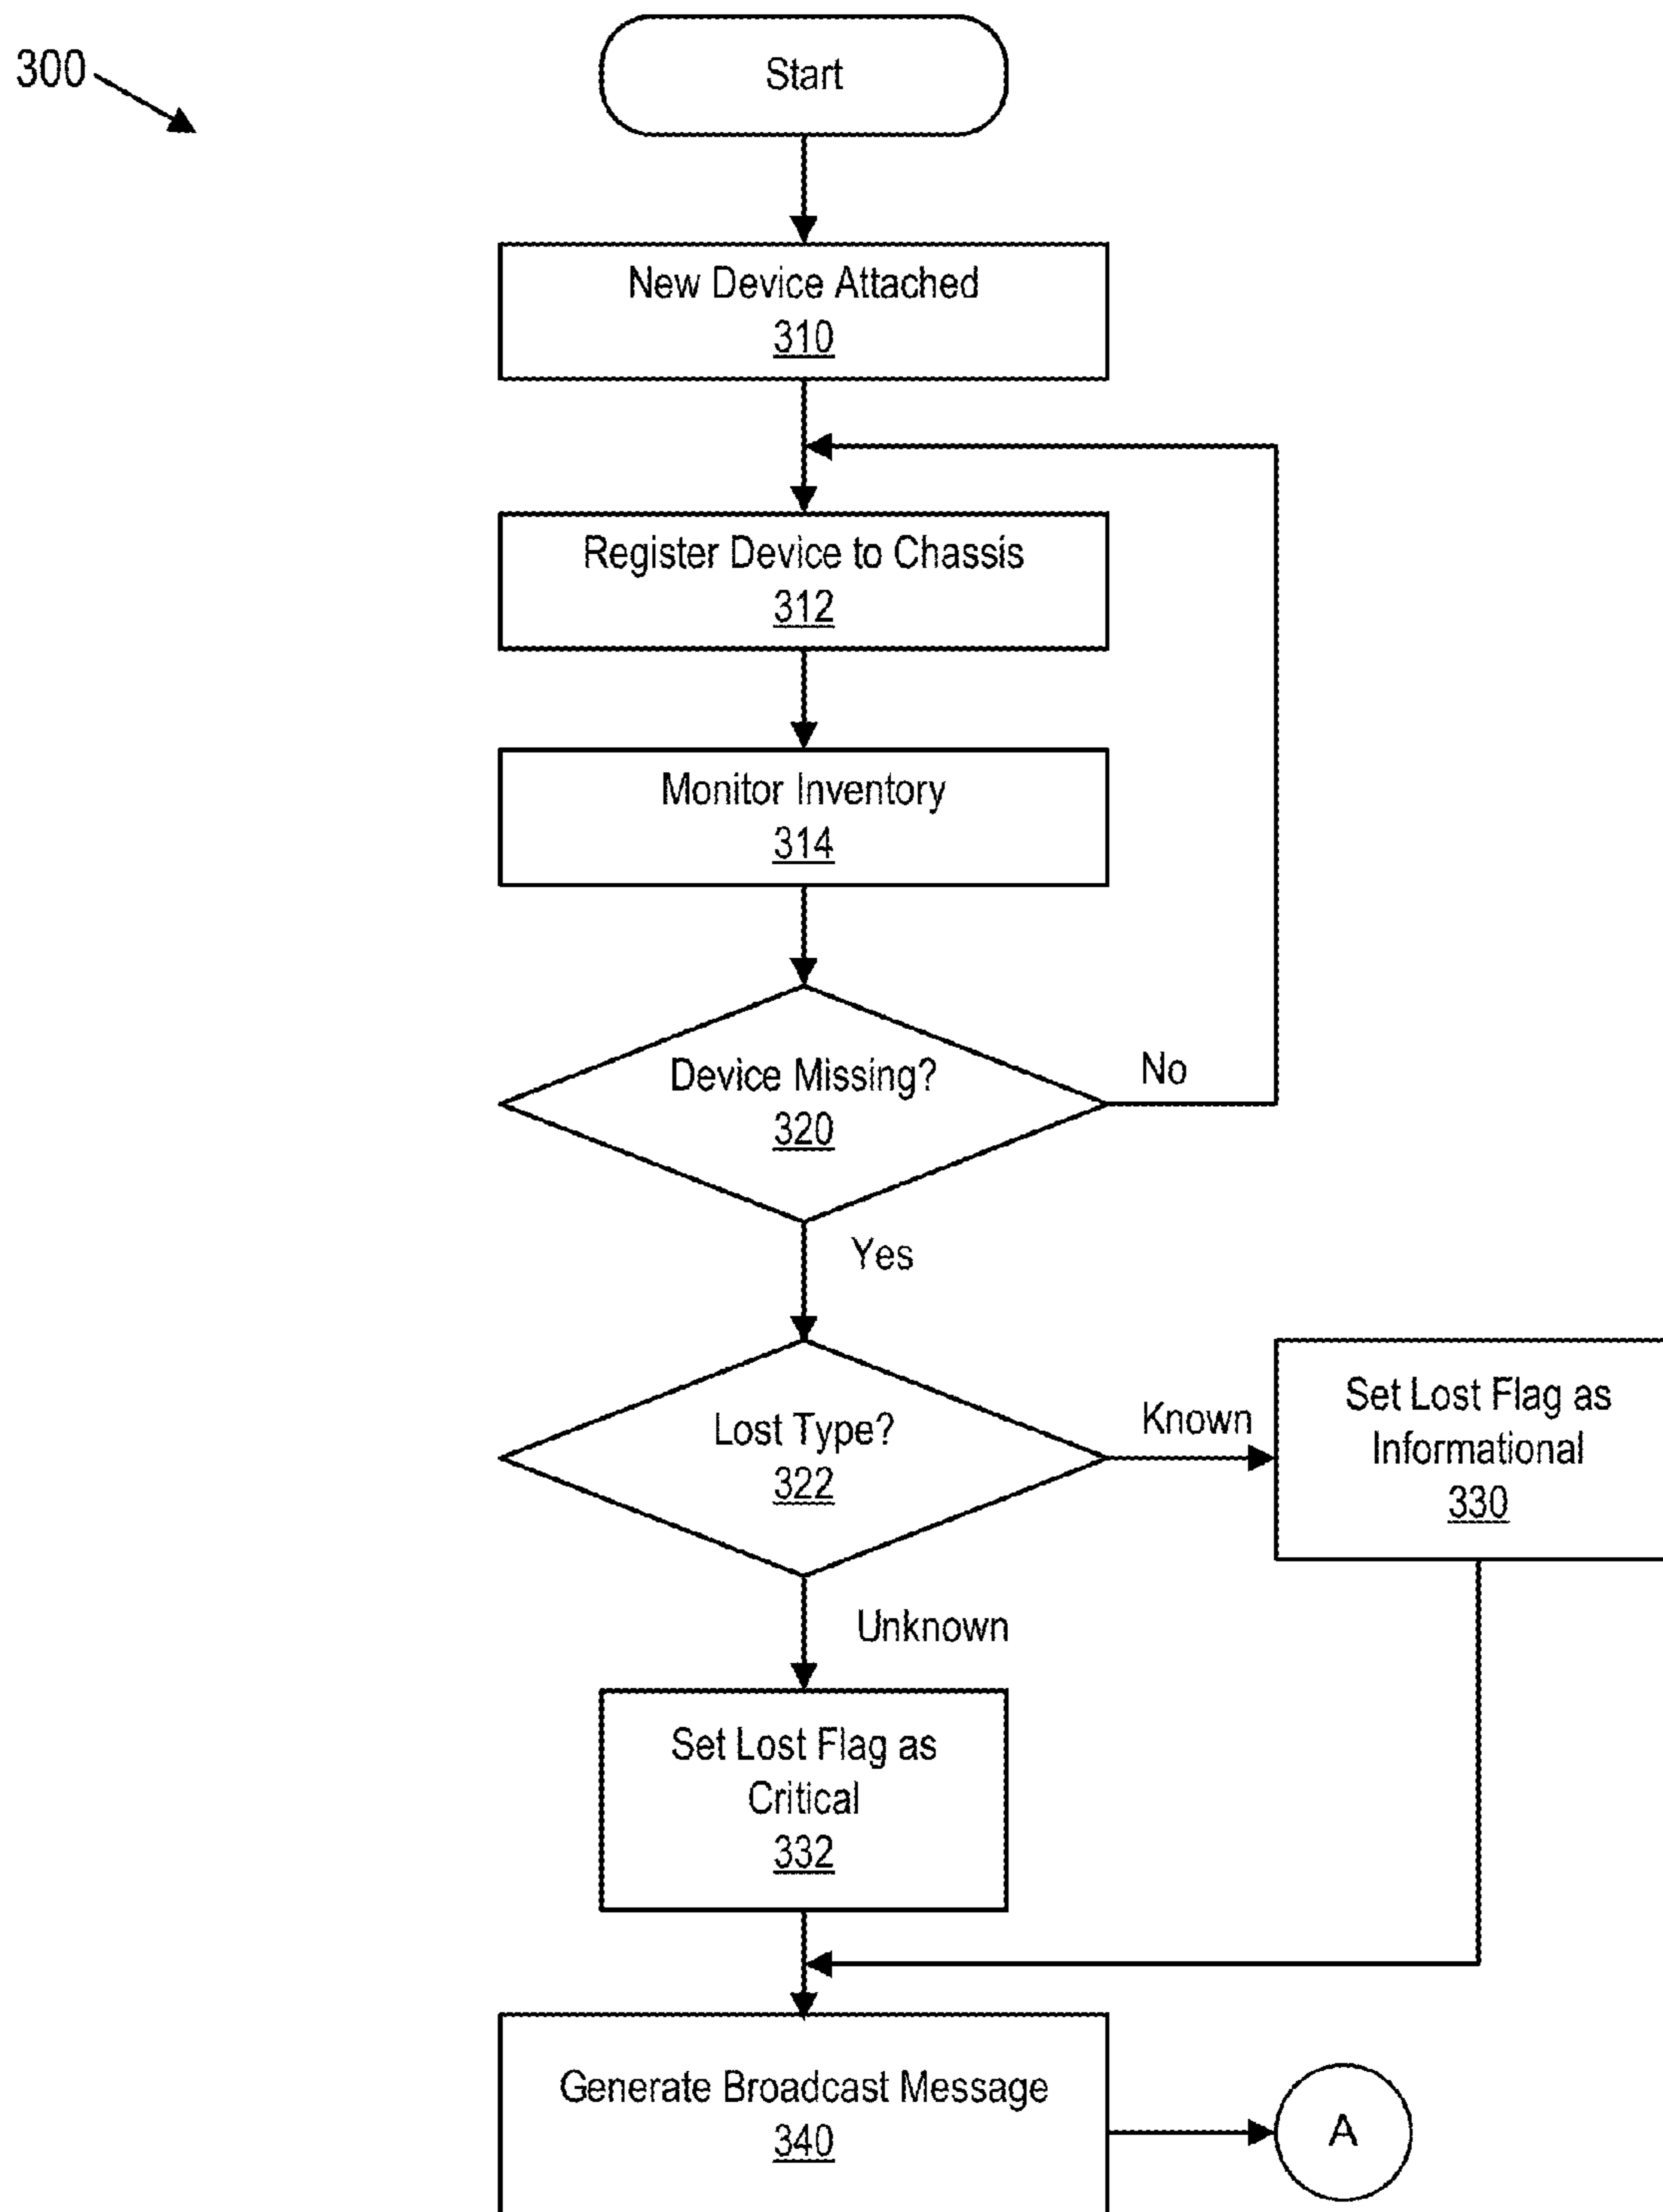 300
Start
New Device Attached
310
Register Device to Chassis
312
Monitor Inventory
314
Device Missing?
320
No
Yes
Lost Type?
322
Known
Set Lost Flag as
Informational
330
Unknown
Set Lost Flag as
Critical
332
Generate Broadcast Message
340
A